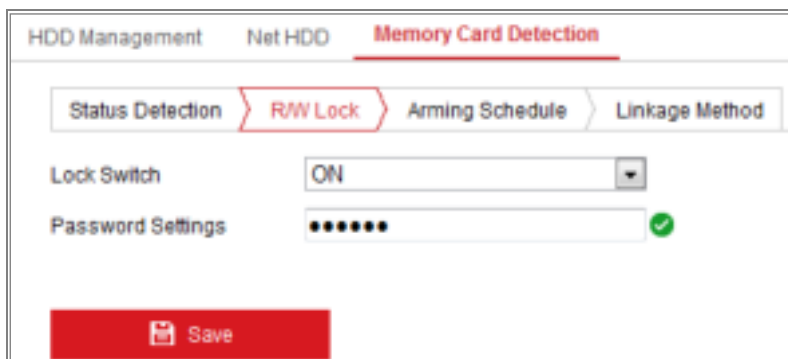 HDD Management Net HDD Memory Card Detection
Status Detection R/W Lock Arming Schedule Linkage Method
Lock Switch ON
Password Settings ••••••
Save